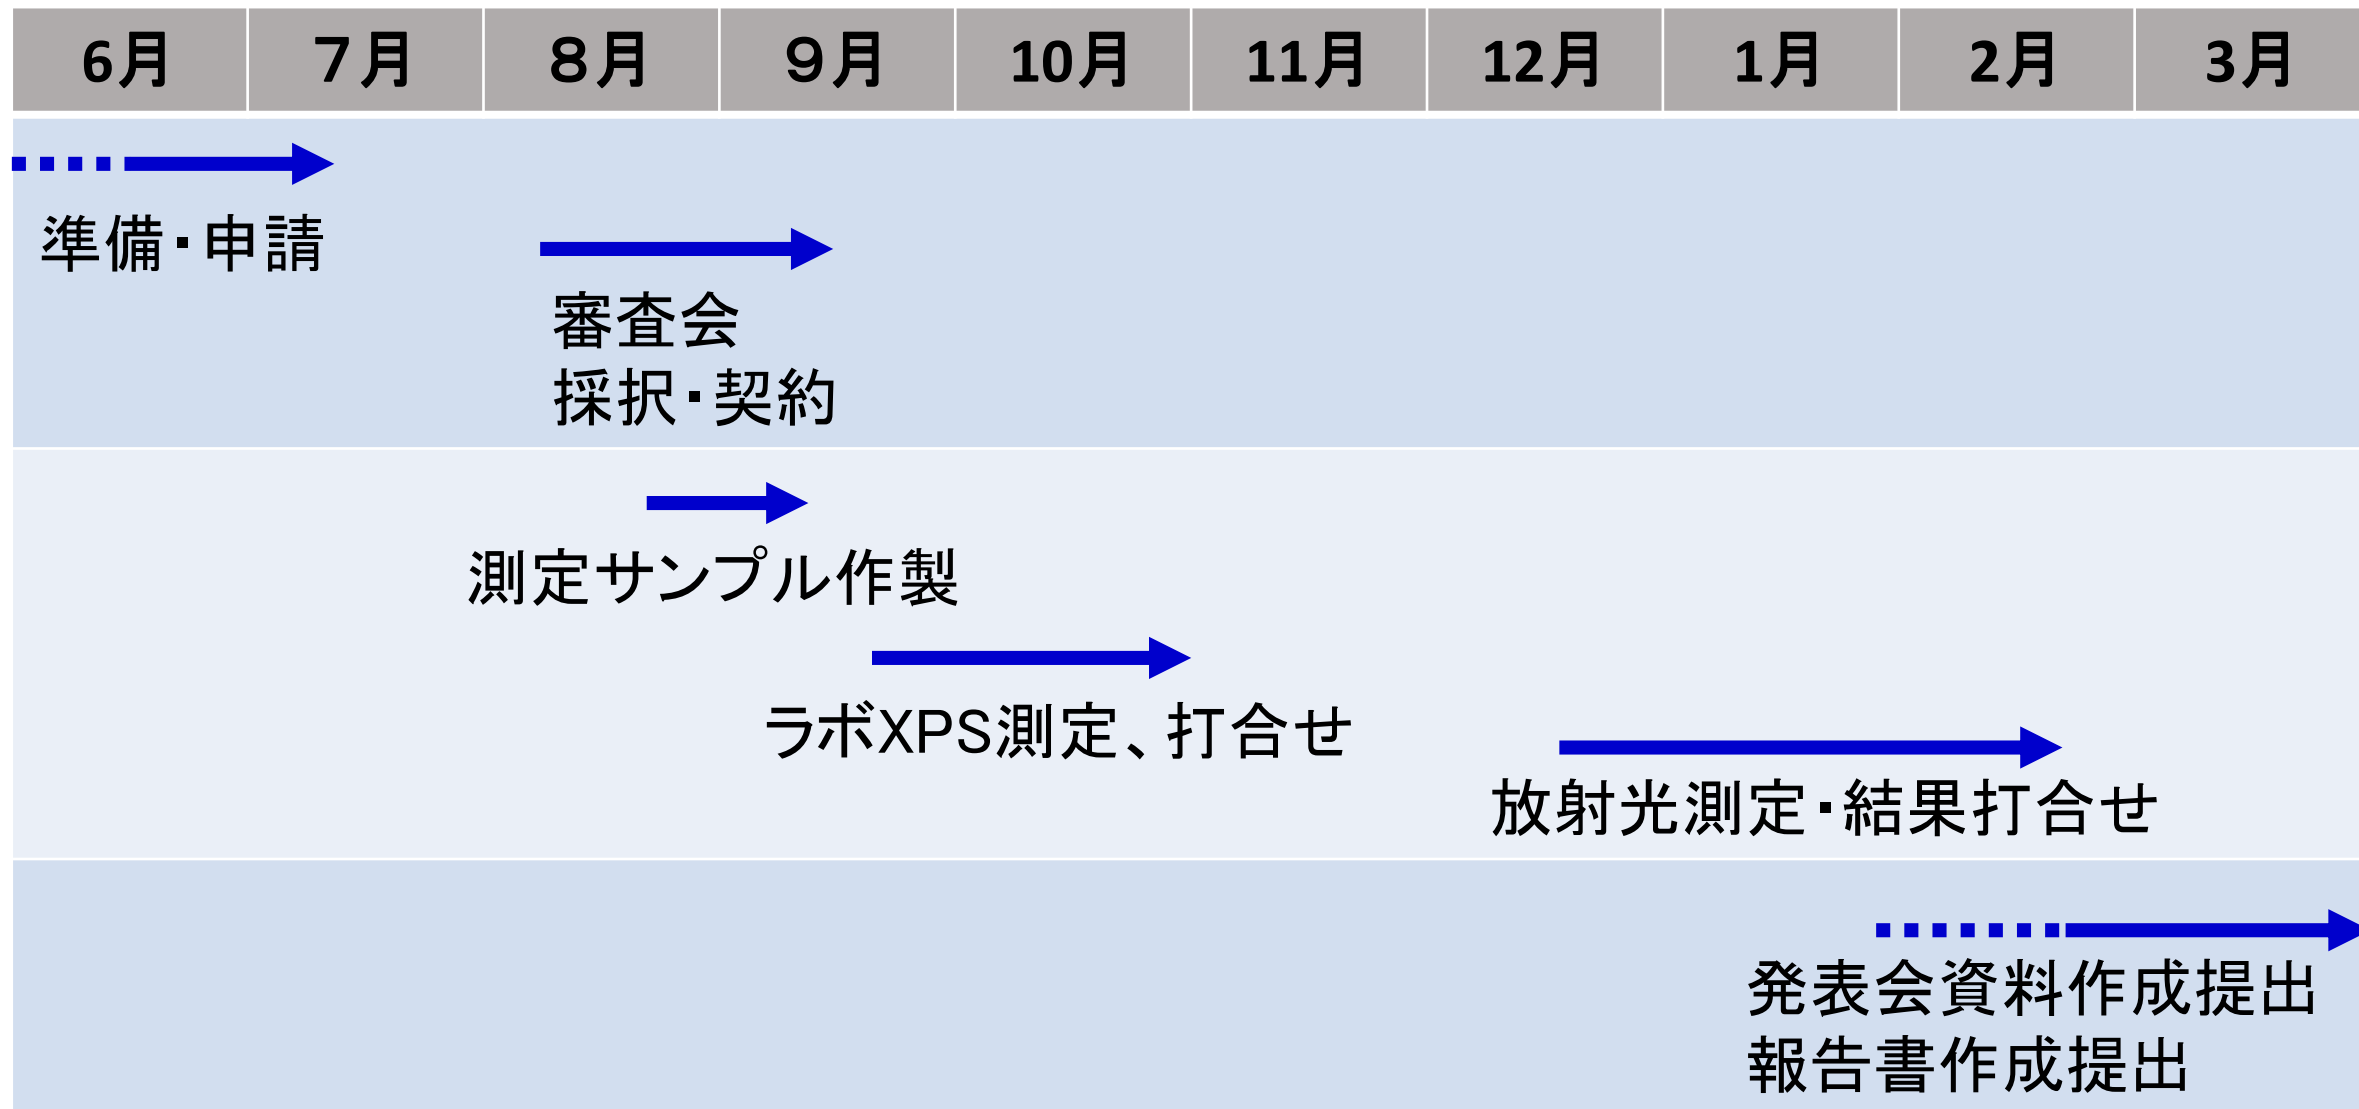 6月 7月 8月 9月 10月 11月 12月 1月 2月 3月
準備・申請
審査会
採択・契約
測定サンプル作製
ラボXPS測定、打合せ
放射光測定・結果打合せ
発表会資料作成提出
報告書作成提出